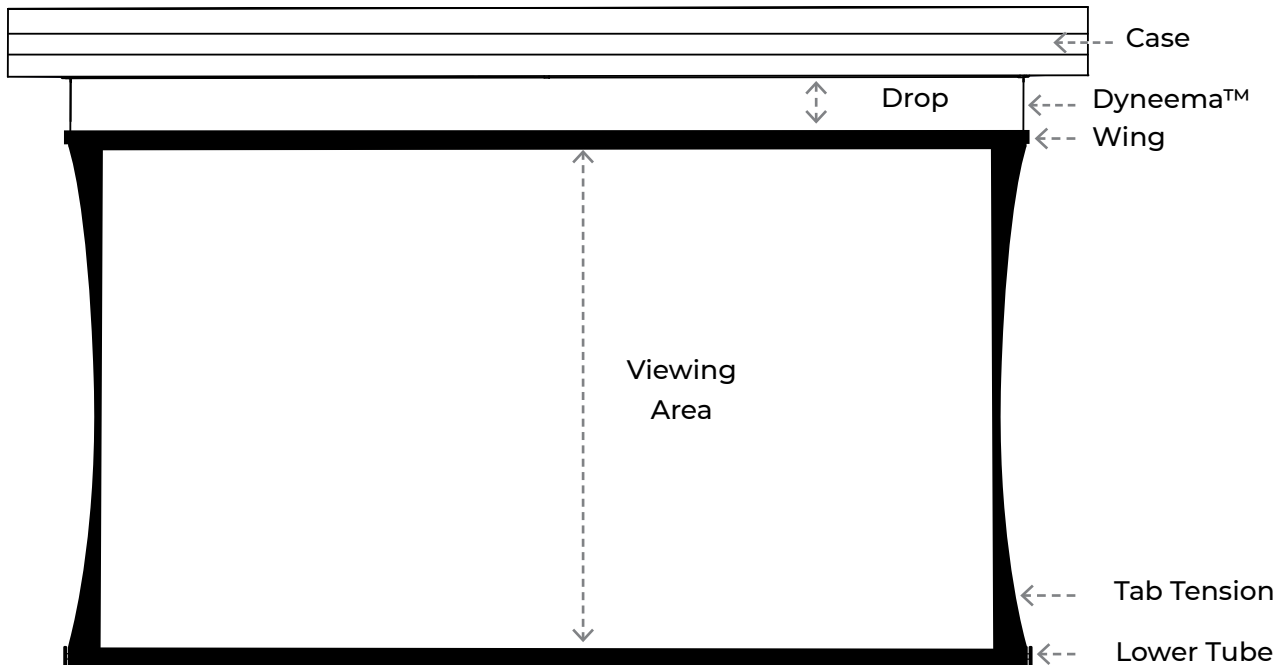 Case
Drop
Dyneema™
Wing
Viewing
Area
Tab Tension
Lower Tube